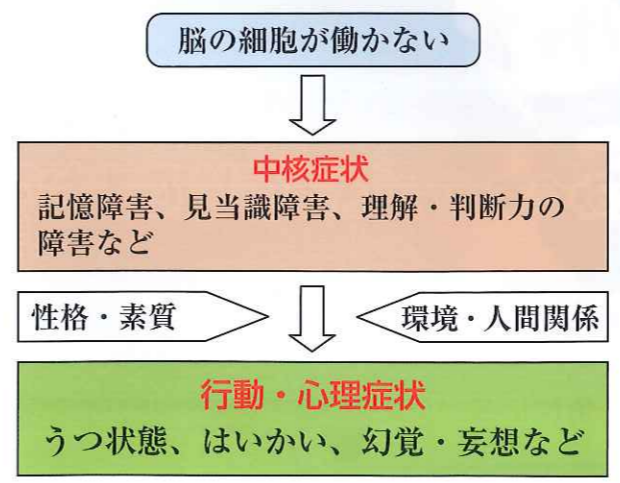 脳の細胞が働かない
中核症状
記憶障害、見当識障害、理解・判断力の
障害など
性格・素質
環境・人間関係
行動・心理症状
うつ状態、はいかい、幻覚・妄想など